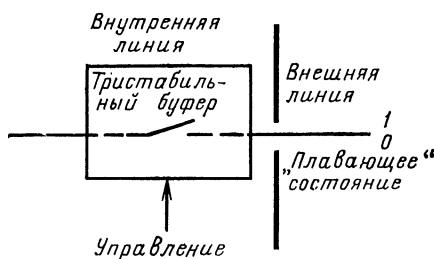 Внутренняя
линия
Тристабиль-
ный буфер
Внешняя
линия
1
0
„Плавающее“
состояние
Управление